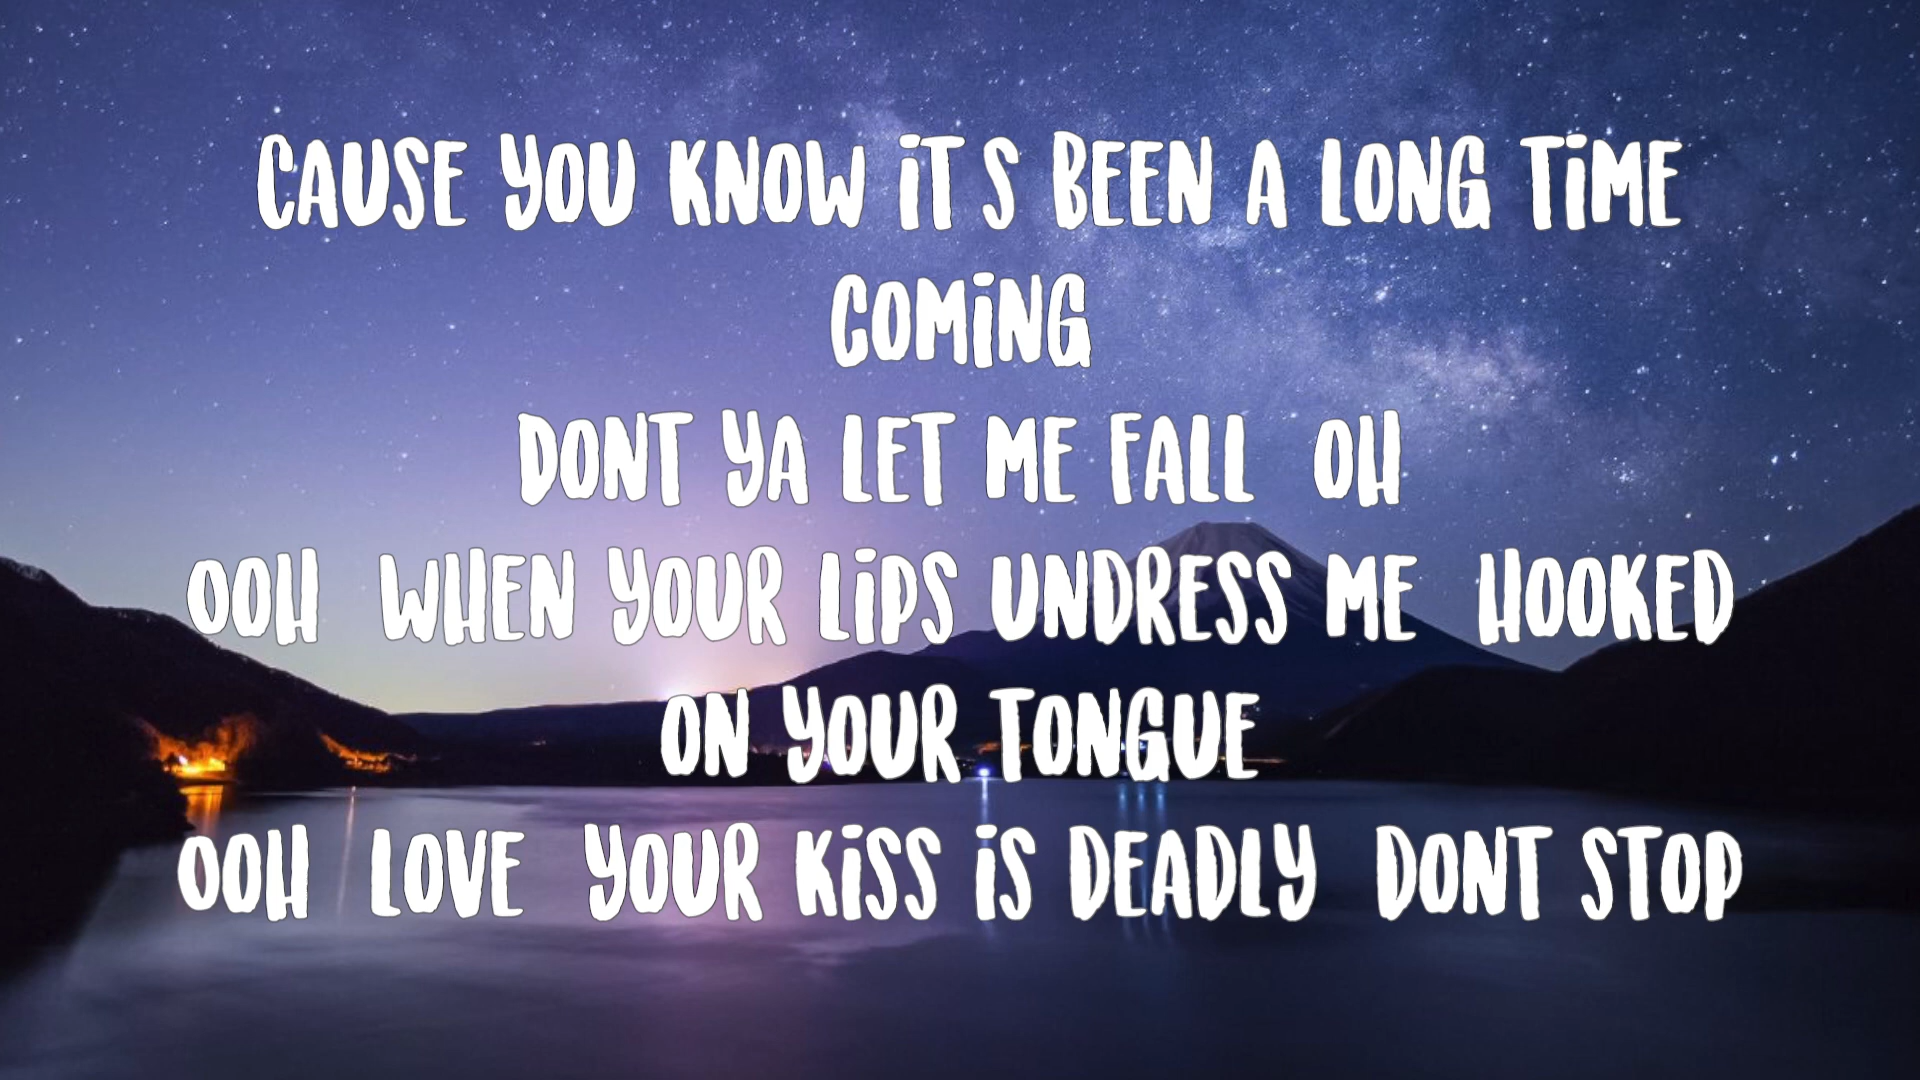 CAUSE YOU KNOW IT S BEEN A LONG TIME
COMING
DONT YA LET ME FALL  OH
OOH  WHEN YOUR LIPS UNDRESS ME  HOOKED
ON YOUR TONGUE
OOH  LOVE  YOUR KISS IS DEADLY  DONT STOP